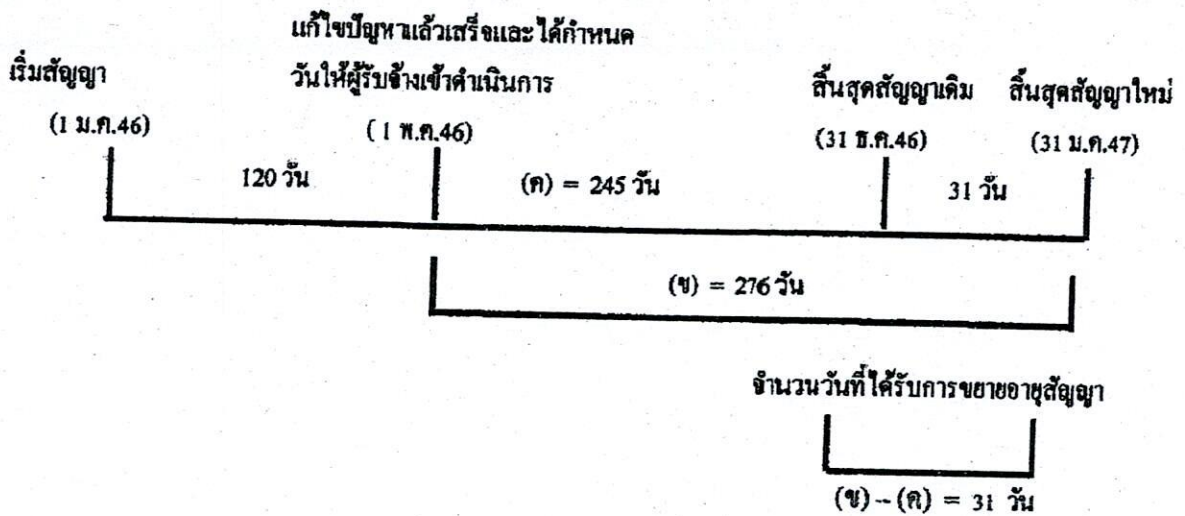 แก้ไขปัญหาแล้วเสร็จและได้กำหนด
วันให้ผู้รับจ้างเข้าดำเนินการ
เริ่มสัญญา
(1 ม.ค.46)
( 1 พ.ค.46)
สิ้นสุดสัญญาเดิม
(31 ธ.ค.46)
สิ้นสุดสัญญาใหม่
(31 ม.ค.47)
120 วัน
(ค) = 245 วัน
31 วัน
(ข) = 276 วัน
จำนวนวันที่ได้รับการขยายอายุสัญญา
(ข) – (ค) = 31 วัน